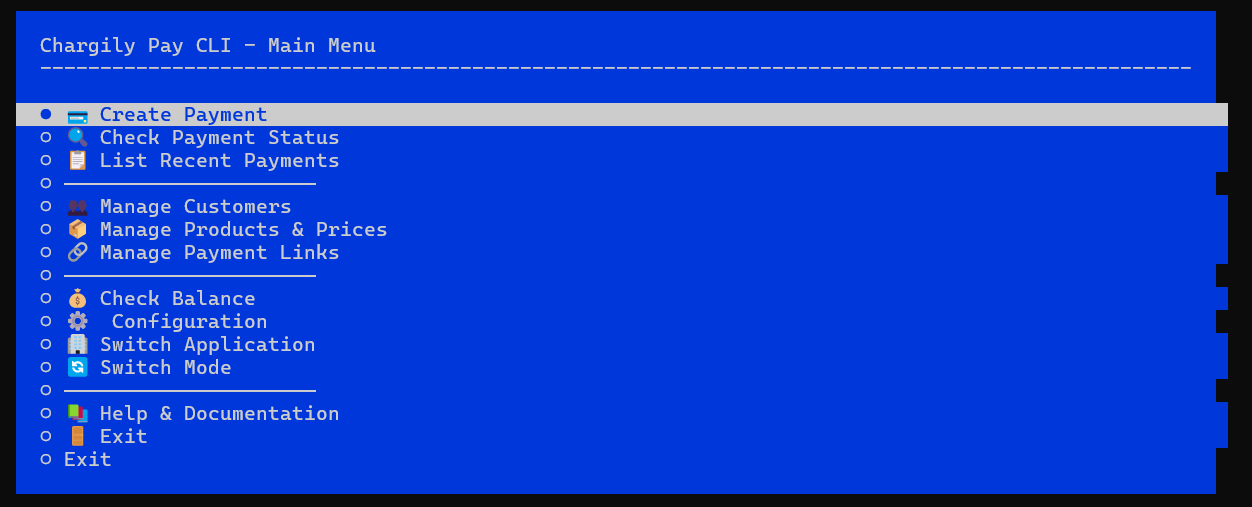 Chargily Pay CLI - Main Menu
● 💳 Create Payment
○ 🔍 Check Payment Status
○ 📋 List Recent Payments
○ ─────────────────────
○ 👥 Manage Customers
○ 📦 Manage Products & Prices
○ 🔗 Manage Payment Links
○ ─────────────────────
○ 💰 Check Balance
○ ⚙️ Configuration
○ 🏢 Switch Application
○ 🔄 Switch Mode
○ ─────────────────────
○ 📚 Help & Documentation
○ 🚪 Exit
○ Exit